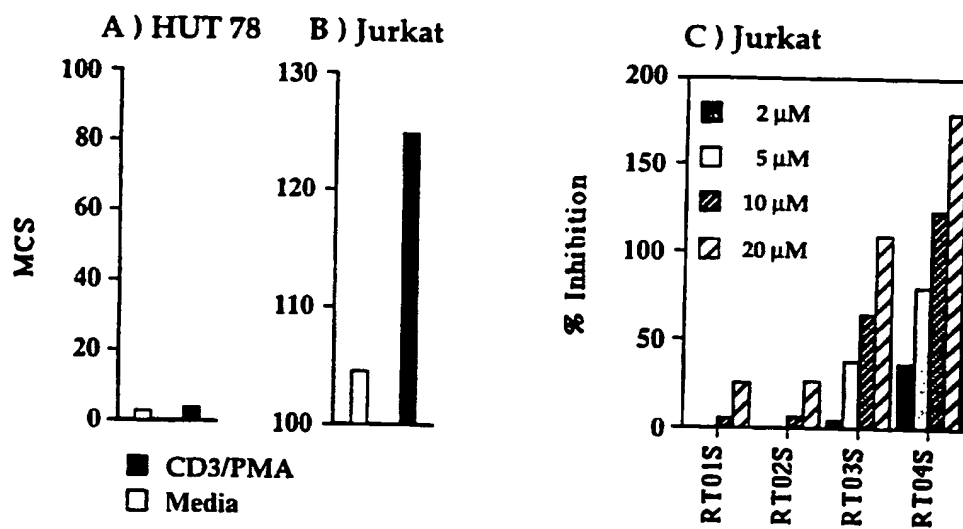 A ) HUT 78
B ) Jurkat
C ) Jurkat
MCS
100
80
60
40
20
0
130
120
110
100
CD3/PMA
Media
% Inhibition
200
150
100
50
0
2 µM
5 µM
10 µM
20 µM
RT01S
RT02S
RT03S
RT04S